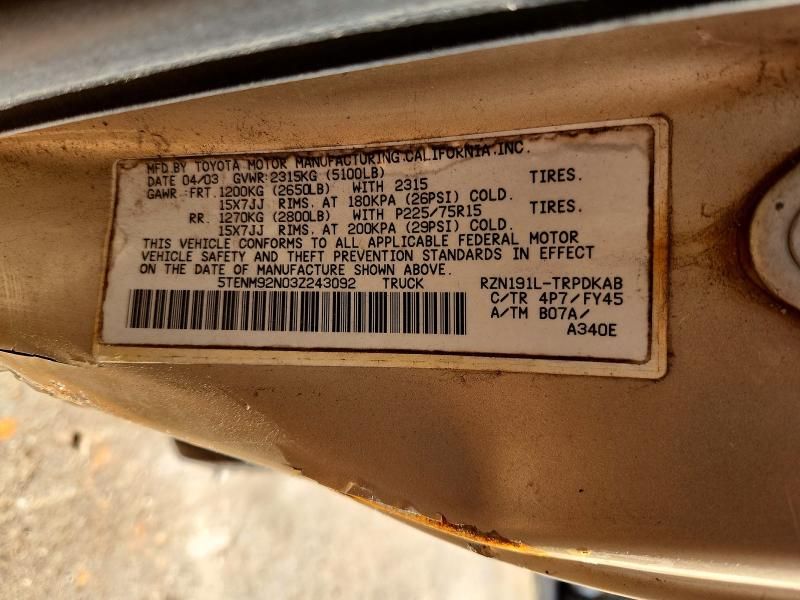 MFD.BY TOYOTA MOTOR MANUFACTURING.CALIFORNIA.INC.
DATE 04/03 GVWR:2315KG (5100LB)
GAWR:FRT.1200KG (2650LB) WITH 2315 TIRES.
15X7JJ RIMS. AT 180KPA (26PSI) COLD.
RR. 1270KG (2800LB) WITH P225/75R15 TIRES.
15X7JJ RIMS. AT 200KPA (29PSI) COLD.
THIS VEHICLE CONFORMS TO ALL APPLICABLE FEDERAL MOTOR
VEHICLE SAFETY AND THEFT PREVENTION STANDARDS IN EFFECT
ON THE DATE OF MANUFACTURE SHOWN ABOVE.
5TENM92N03Z243092 TRUCK RZN191L-TRPDKAB
C/TR 4P7/FY45
A/TM B07A/
A340E